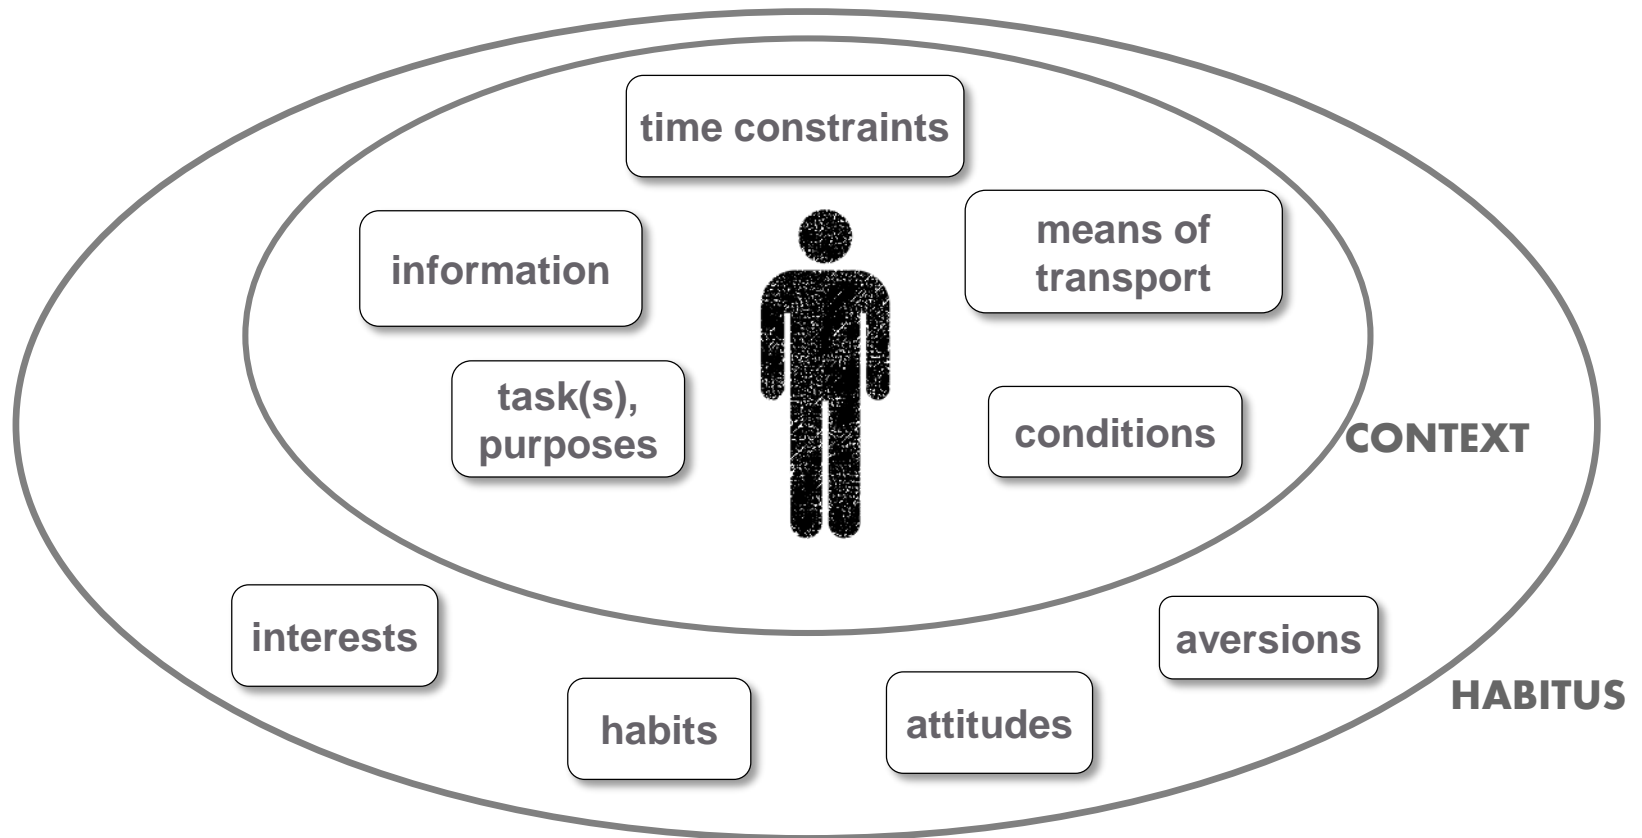 time constraints
information
means of
transport
task(s),
purposes
conditions
CONTEXT
interests
aversions
habits
attitudes
HABITUS